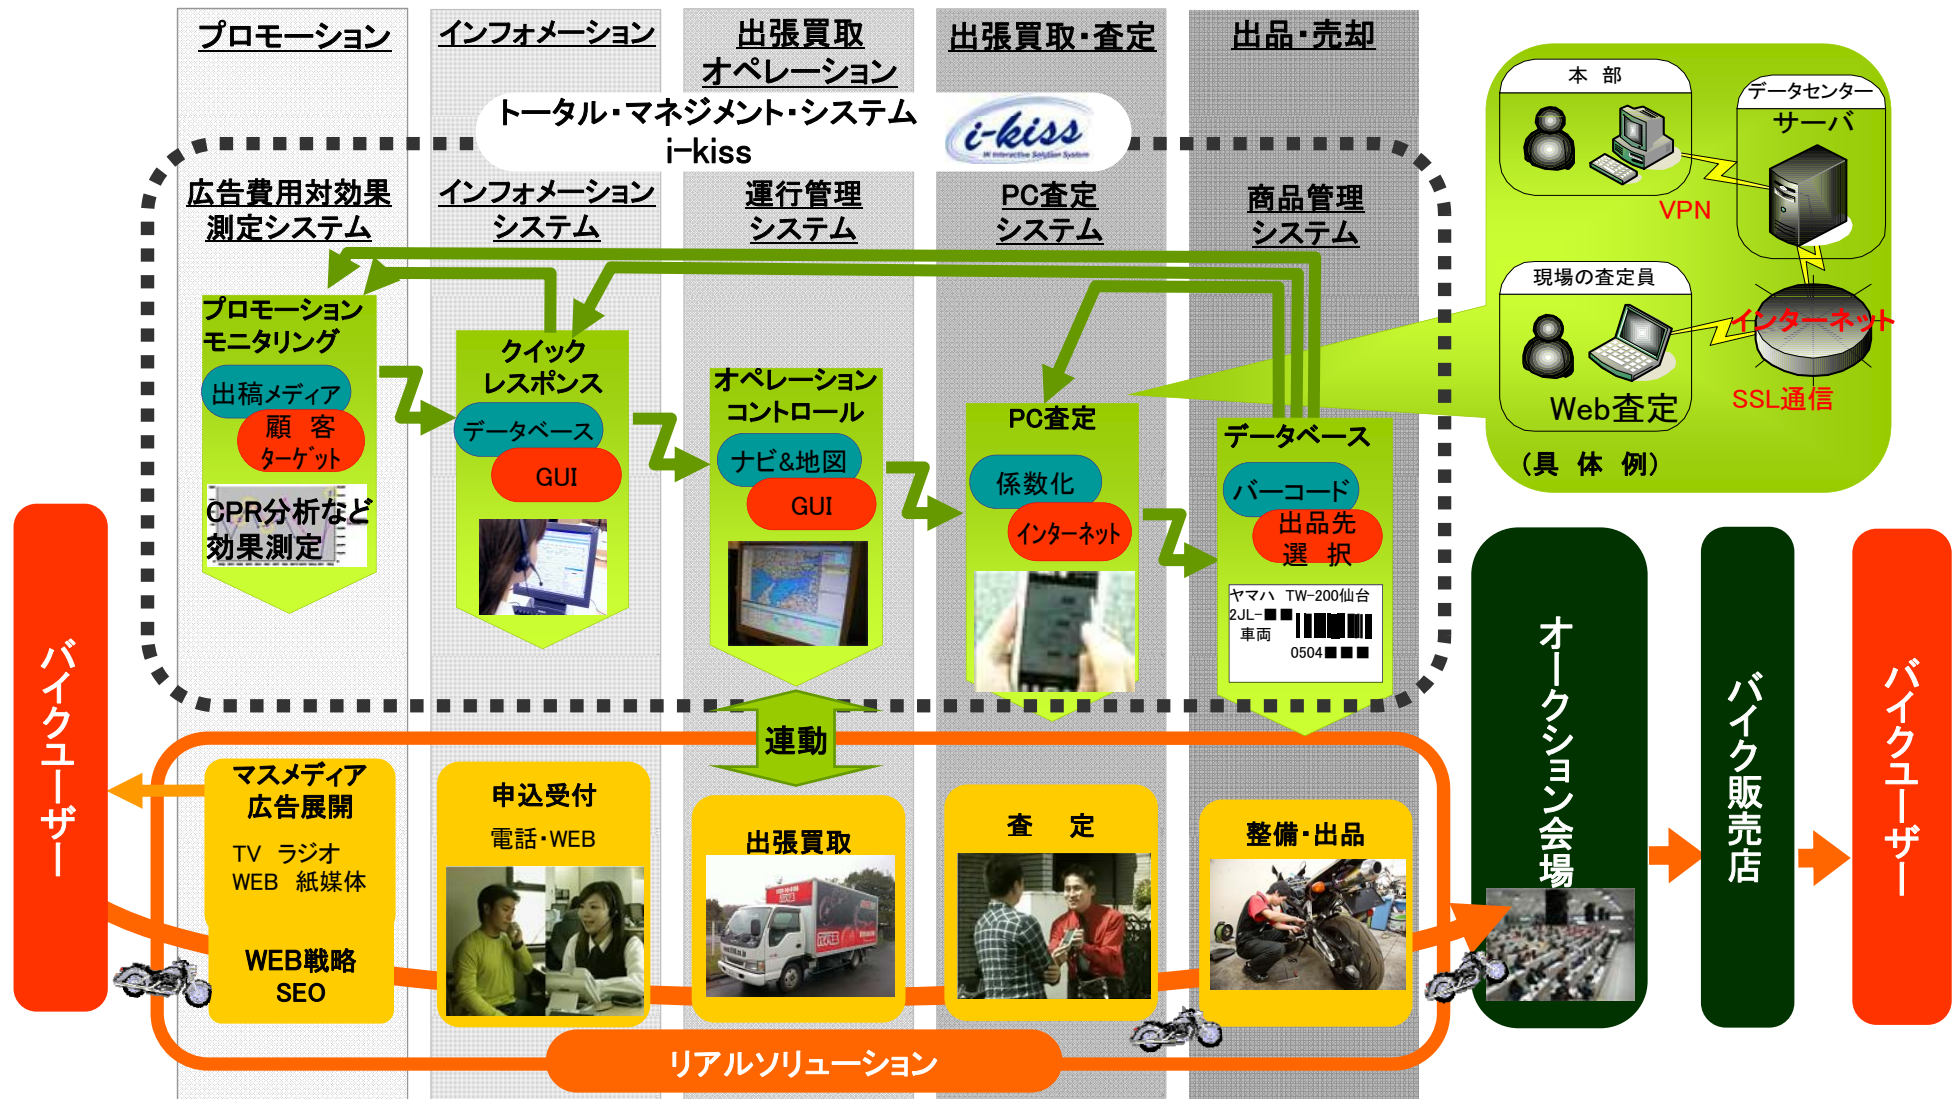 プロモーション
インフォメーション
出張買取
オペレーション
出張買取・査定
出品・売却
トータル・マネジメント・システム
i-kiss
i-kiss
IK Interactive Solution System
広告費用対効果
測定システム
インフォメーション
システム
運行管理
システム
PC査定
システム
商品管理
システム
プロモーション
モニタリング
出稿メディア
顧　客
ターゲット
CPR分析など
効果測定
クイック
レスポンス
データベース
GUI
オペレーション
コントロール
ナビ&地図
GUI
PC査定
係数化
インターネット
データベース
バーコード
出品先
選　択
ヤマハ　TW-200仙台
2JL-■■
車両
0504■■■
本　部
データセンター
サーバ
VPN
現場の査定員
インターネット
Web査定
SSL通信
（具　体　例）
バイクユーザー
連動
マスメディア
広告展開
TV　ラジオ
WEB　紙媒体
WEB戦略
SEO
申込受付
電話・WEB
出張買取
査　定
整備・出品
リアルソリューション
オークション会場
バイク販売店
バイクユーザー